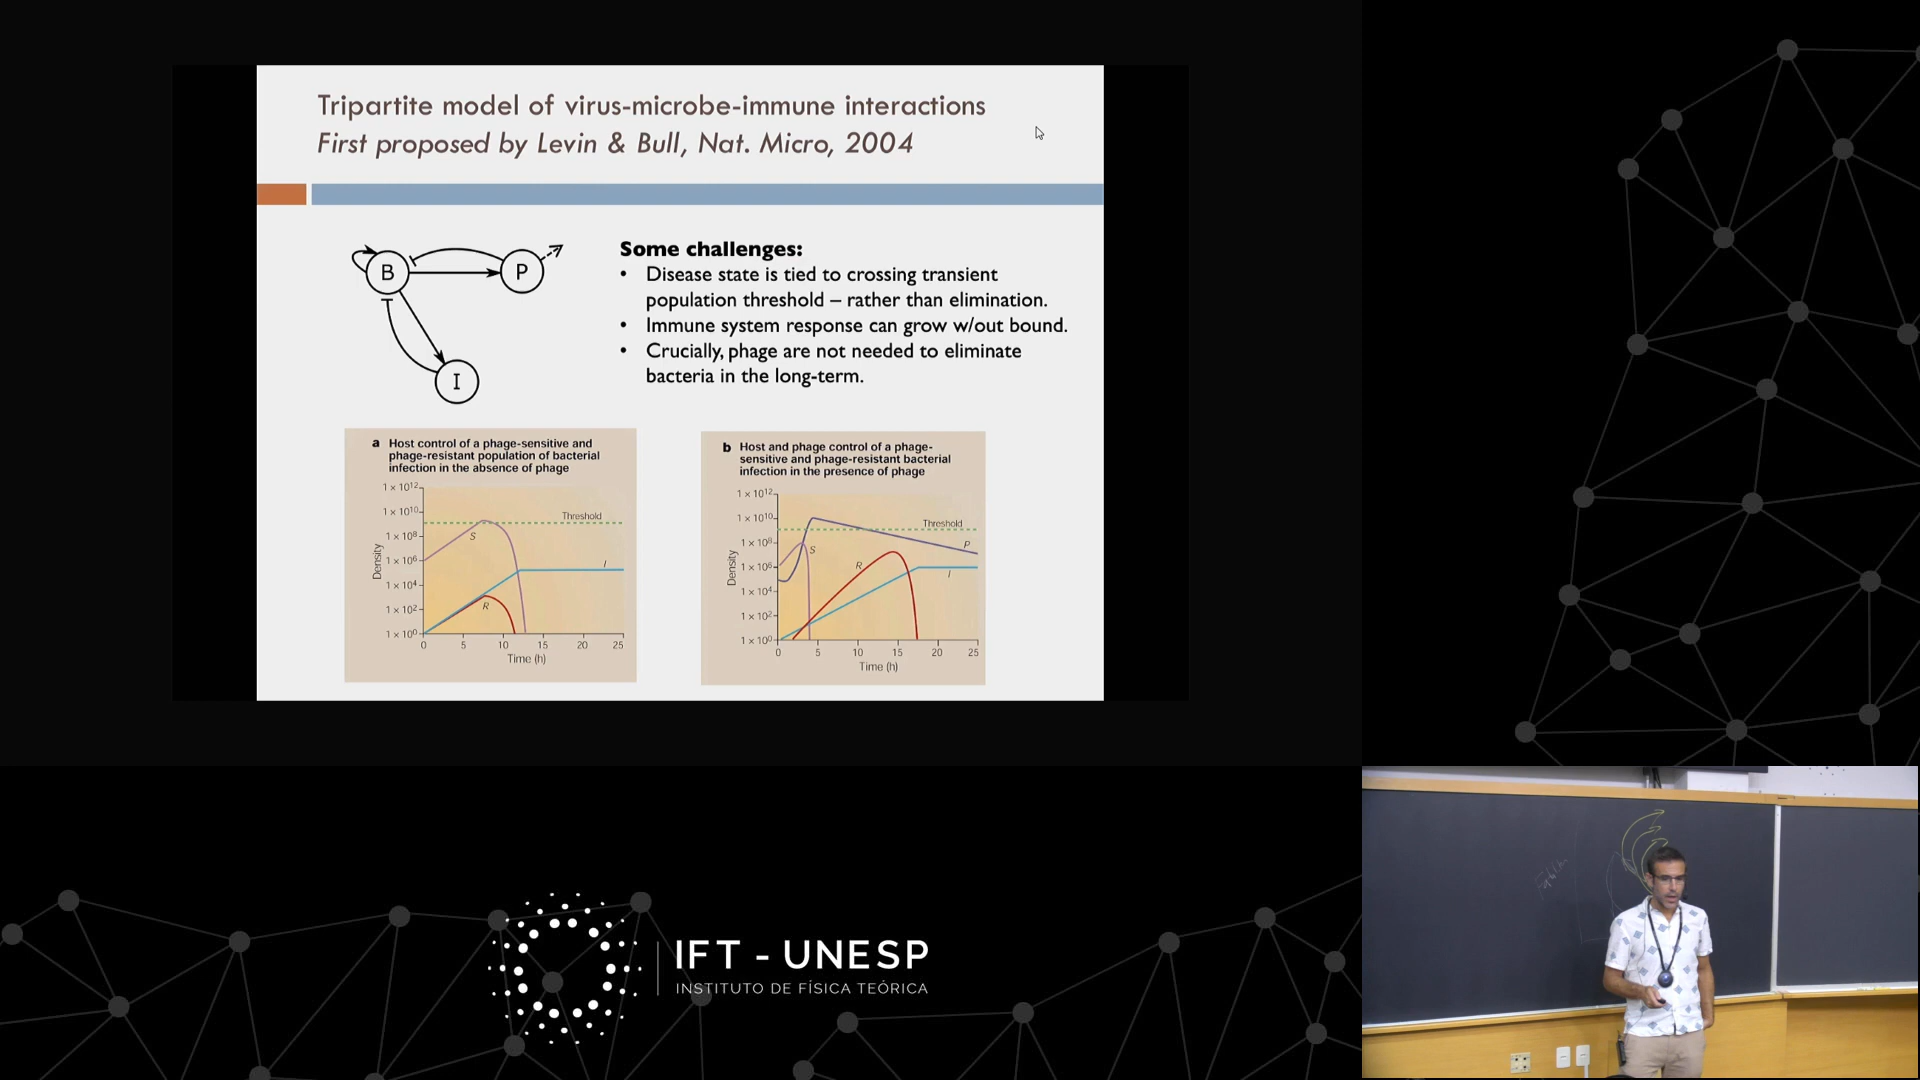 Tripartite model of virus-microbe-immune interactions
First proposed by Levin & Bull, Nat. Micro, 2004
B
P
I
Some challenges:
• Disease state is tied to crossing transient
population threshold – rather than elimination.
• Immune system response can grow w/out bound.
• Crucially, phage are not needed to eliminate
bacteria in the long-term.
a Host control of a phage-sensitive and
phage-resistant population of bacterial
infection in the absence of phage
1 x 10¹²
1 x 10¹⁰
1 x 10⁸
1 x 10⁶
1 x 10⁴
1 x 10²
1 x 10⁰
Density
Threshold
S
I
R
0 5 10 15 20 25
Time (h)
b Host and phage control of a phage-
sensitive and phage-resistant bacterial
infection in the presence of phage
1 x 10¹²
1 x 10¹⁰
1 x 10⁸
1 x 10⁶
1 x 10⁴
1 x 10²
1 x 10⁰
Density
Threshold
S
P
R
I
0 5 10 15 20 25
Time (h)
IFT - UNESP
INSTITUTO DE FÍSICA TEÓRICA